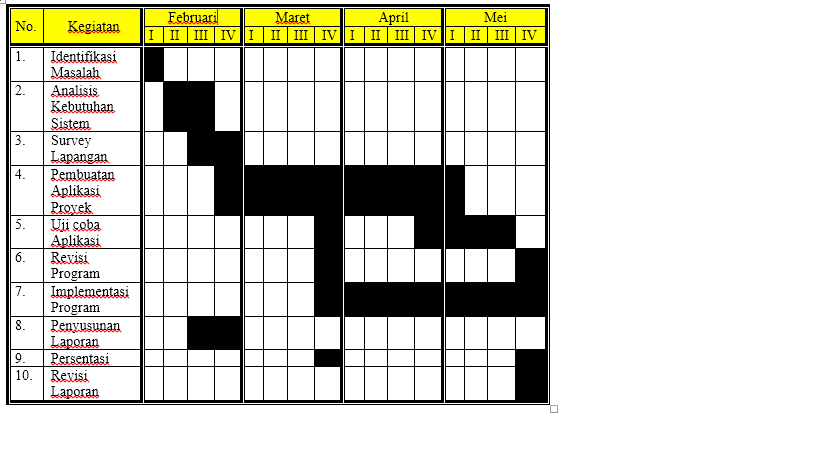 No. Kegiatan Februari Maret April Mei
I II III IV I II III IV I II III IV I II III IV
1. Identifikasi
Masalah
2. Analisis
Kebutuhan
Sistem
3. Survey
Lapangan
4. Pembuatan
Aplikasi
Proyek
5. Uji coba
Aplikasi
6. Revisi
Program
7. Implementasi
Program
8. Penyusunan
Laporan
9. Persentasi
10. Revisi
Laporan